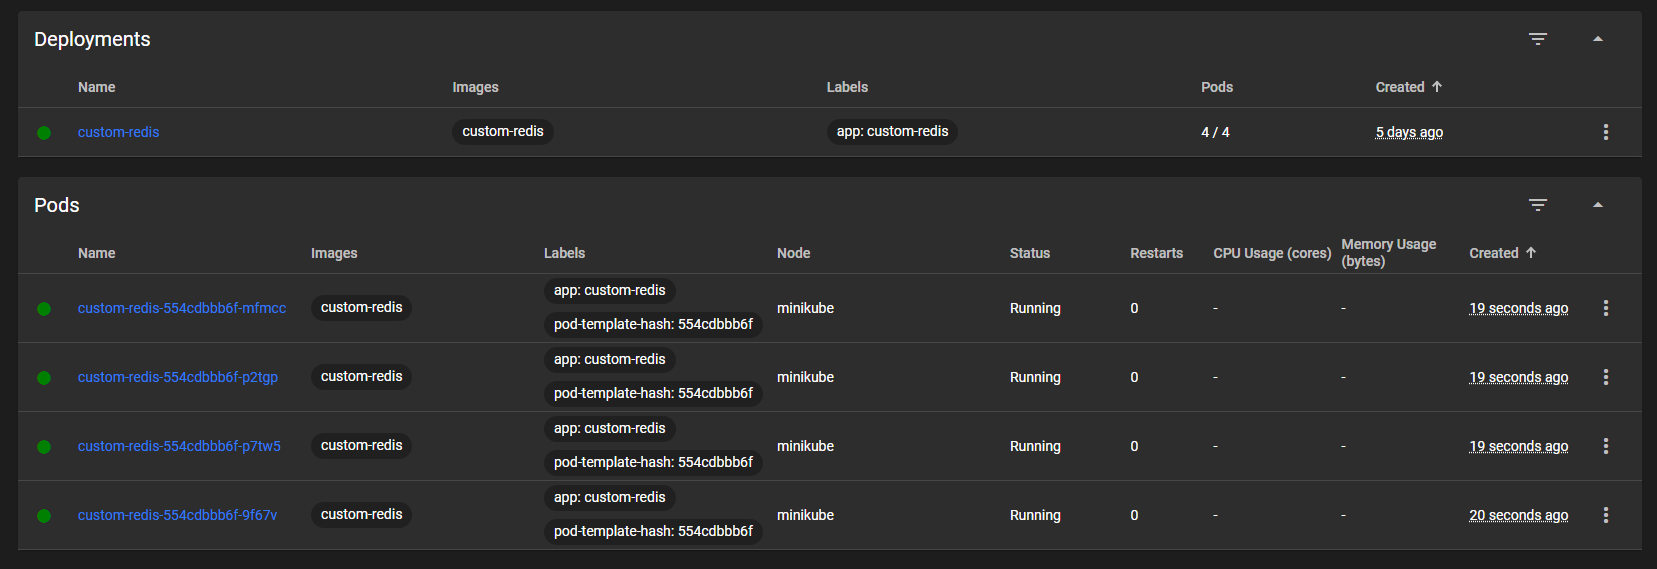 Deployments
Name Images Labels Pods Created
custom-redis custom-redis app: custom-redis 4 / 4 5 days ago
Pods
Name Images Labels Node Status Restarts CPU Usage (cores) Memory Usage (bytes) Created
custom-redis-554cdbbb6f-mfmcc custom-redis app: custom-redis minikube Running 0 - - 19 seconds ago
pod-template-hash: 554cdbbb6f
custom-redis-554cdbbb6f-p2tgp custom-redis app: custom-redis minikube Running 0 - - 19 seconds ago
pod-template-hash: 554cdbbb6f
custom-redis-554cdbbb6f-p7tw5 custom-redis app: custom-redis minikube Running 0 - - 19 seconds ago
pod-template-hash: 554cdbbb6f
custom-redis-554cdbbb6f-9f67v custom-redis app: custom-redis minikube Running 0 - - 20 seconds ago
pod-template-hash: 554cdbbb6f